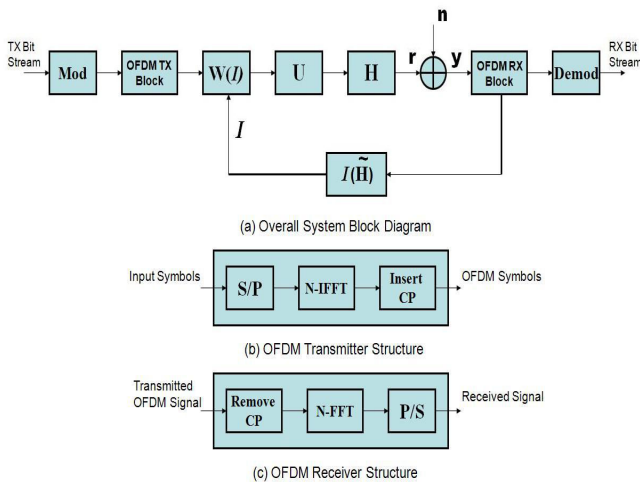 TX Bit Stream
Mod
OFDM TX Block
W(I)
U
H
r
n
y
OFDM RX Block
Demod
RX Bit Stream
I
I(H̃)
(a) Overall System Block Diagram
Input Symbols
S/P
N-IFFT
Insert CP
OFDM Symbols
(b) OFDM Transmitter Structure
Transmitted OFDM Signal
Remove CP
N-FFT
P/S
Received Signal
(c) OFDM Receiver Structure